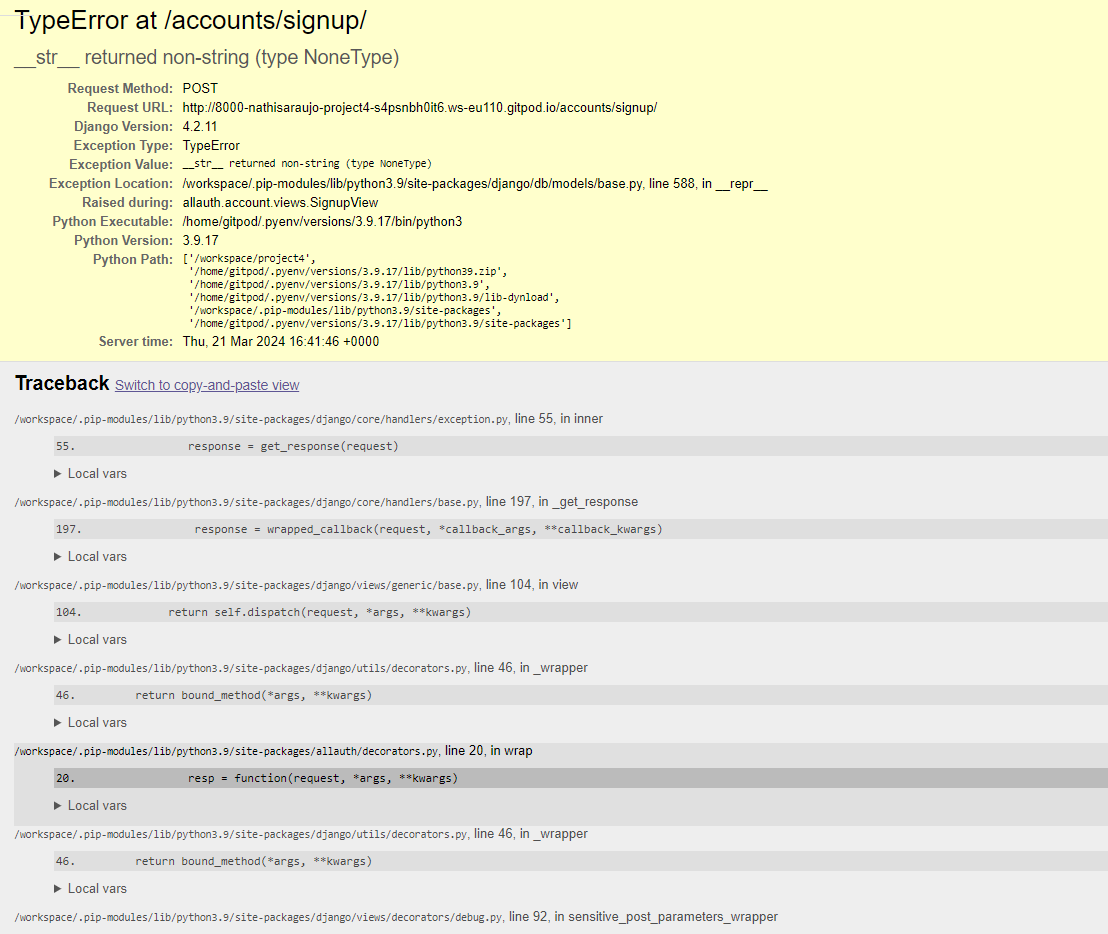 TypeError at /accounts/signup/
__str__ returned non-string (type NoneType)
Request Method: POST
Request URL: http://8000-nathisaraujo-project4-s4psnbh0it6.ws-eu110.gitpod.io/accounts/signup/
Django Version: 4.2.11
Exception Type: TypeError
Exception Value: __str__ returned non-string (type NoneType)
Exception Location: /workspace/.pip-modules/lib/python3.9/site-packages/django/db/models/base.py, line 588, in __repr__
Raised during: allauth.account.views.SignupView
Python Executable: /home/gitpod/.pyenv/versions/3.9.17/bin/python3
Python Version: 3.9.17
Python Path: ['/workspace/project4',
'/home/gitpod/.pyenv/versions/3.9.17/lib/python39.zip',
'/home/gitpod/.pyenv/versions/3.9.17/lib/python3.9',
'/home/gitpod/.pyenv/versions/3.9.17/lib/python3.9/lib-dynload',
'/workspace/.pip-modules/lib/python3.9/site-packages',
'/home/gitpod/.pyenv/versions/3.9.17/lib/python3.9/site-packages']
Server time: Thu, 21 Mar 2024 16:41:46 +0000
Traceback Switch to copy-and-paste view
/workspace/.pip-modules/lib/python3.9/site-packages/django/core/handlers/exception.py, line 55, in inner
55. response = get_response(request)
▶ Local vars
/workspace/.pip-modules/lib/python3.9/site-packages/django/core/handlers/base.py, line 197, in _get_response
197. response = wrapped_callback(request, *callback_args, **callback_kwargs)
▶ Local vars
/workspace/.pip-modules/lib/python3.9/site-packages/django/views/generic/base.py, line 104, in view
104. return self.dispatch(request, *args, **kwargs)
▶ Local vars
/workspace/.pip-modules/lib/python3.9/site-packages/django/utils/decorators.py, line 46, in _wrapper
46. return bound_method(*args, **kwargs)
▶ Local vars
/workspace/.pip-modules/lib/python3.9/site-packages/allauth/decorators.py, line 20, in wrap
20. resp = function(request, *args, **kwargs)
▶ Local vars
/workspace/.pip-modules/lib/python3.9/site-packages/django/utils/decorators.py, line 46, in _wrapper
46. return bound_method(*args, **kwargs)
▶ Local vars
/workspace/.pip-modules/lib/python3.9/site-packages/django/views/decorators/debug.py, line 92, in sensitive_post_parameters_wrapper